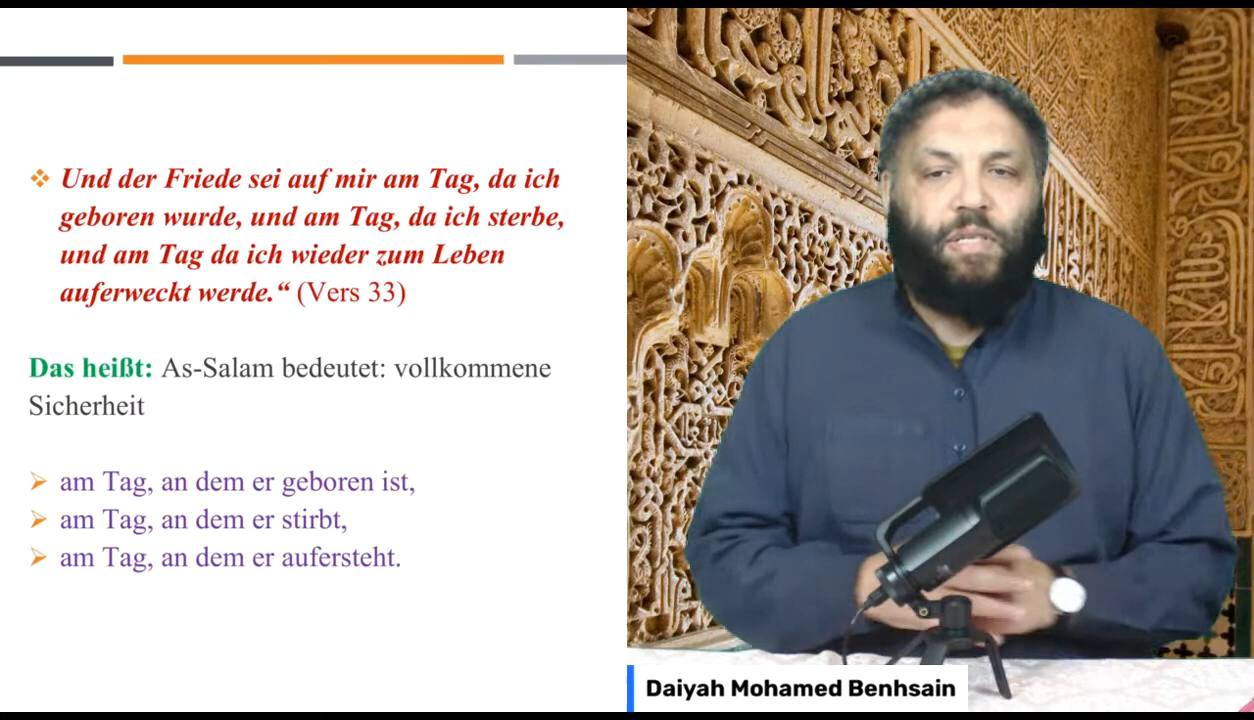 Und der Friede sei auf mir am Tag, da ich
geboren wurde, und am Tag, da ich sterbe,
und am Tag da ich wieder zum Leben
auferweckt werde.“ (Vers 33)
Das heißt: As-Salam bedeutet: vollkommene
Sicherheit
am Tag, an dem er geboren ist,
am Tag, an dem er stirbt,
am Tag, an dem er aufersteht.
Daiyah Mohamed Benhsain